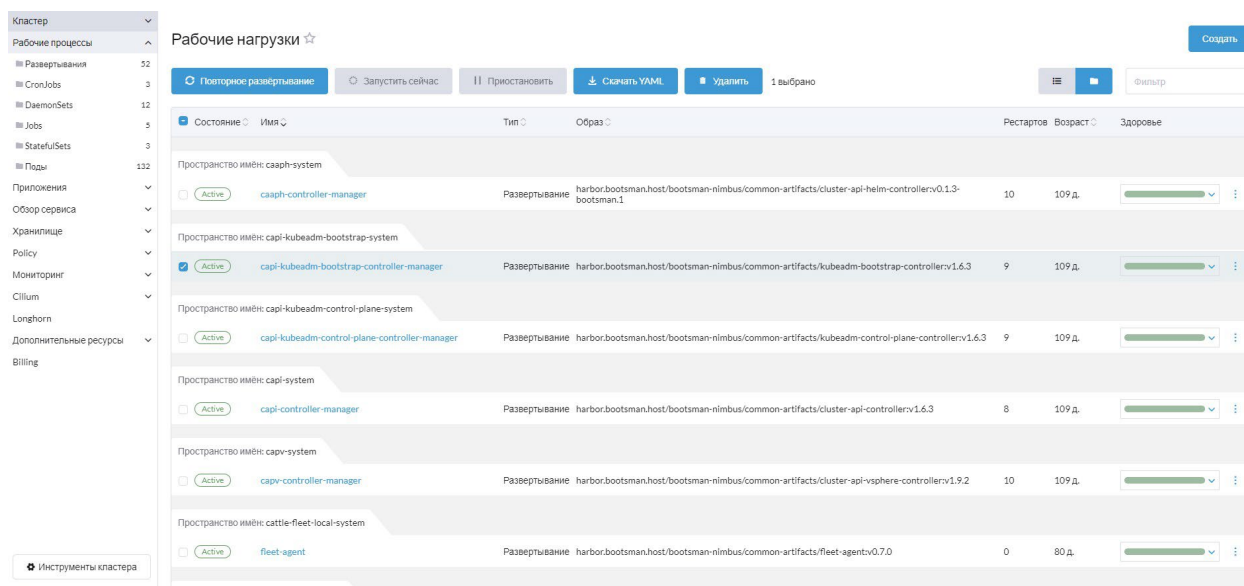 Кластер
Рабочие процессы
Развертывания 52
CronJobs 3
DaemonSets 12
Jobs 5
StatefulSets 3
Поды 132
Приложения
Обзор сервиса
Хранилище
Policy
Мониторинг
Cilium
Longhorn
Дополнительные ресурсы
Billing
Инструменты кластера
Рабочие нагрузки
Создать
Повторное развёртывание Запустить сейчас Приостановить Скачать YAML Удалить 1 выбрано Фильтр
Состояние Имя Тип Образ Рестартов Возраст Здоровье
Пространство имён: caaph-system
Active caaph-controller-manager Развертывание harbor.bootsman.host/bootsman-nimbus/common-artifacts/cluster-api-helm-controller:v0.1.3-
bootsman.1 10 109 д.
Пространство имён: capi-kubeadm-bootstrap-system
Active capi-kubeadm-bootstrap-controller-manager Развертывание harbor.bootsman.host/bootsman-nimbus/common-artifacts/kubeadm-bootstrap-controller:v1.6.3 9 109 д.
Пространство имён: capi-kubeadm-control-plane-system
Active capi-kubeadm-control-plane-controller-manager Развертывание harbor.bootsman.host/bootsman-nimbus/common-artifacts/kubeadm-control-plane-controller:v1.6.3 9 109 д.
Пространство имён: capi-system
Active capi-controller-manager Развертывание harbor.bootsman.host/bootsman-nimbus/common-artifacts/cluster-api-controller:v1.6.3 8 109 д.
Пространство имён: capv-system
Active capv-controller-manager Развертывание harbor.bootsman.host/bootsman-nimbus/common-artifacts/cluster-api-vsphere-controller:v1.9.2 10 109 д.
Пространство имён: cattle-fleet-local-system
Active fleet-agent Развертывание harbor.bootsman.host/bootsman-nimbus/common-artifacts/fleet-agent:v0.7.0 0 80 д.